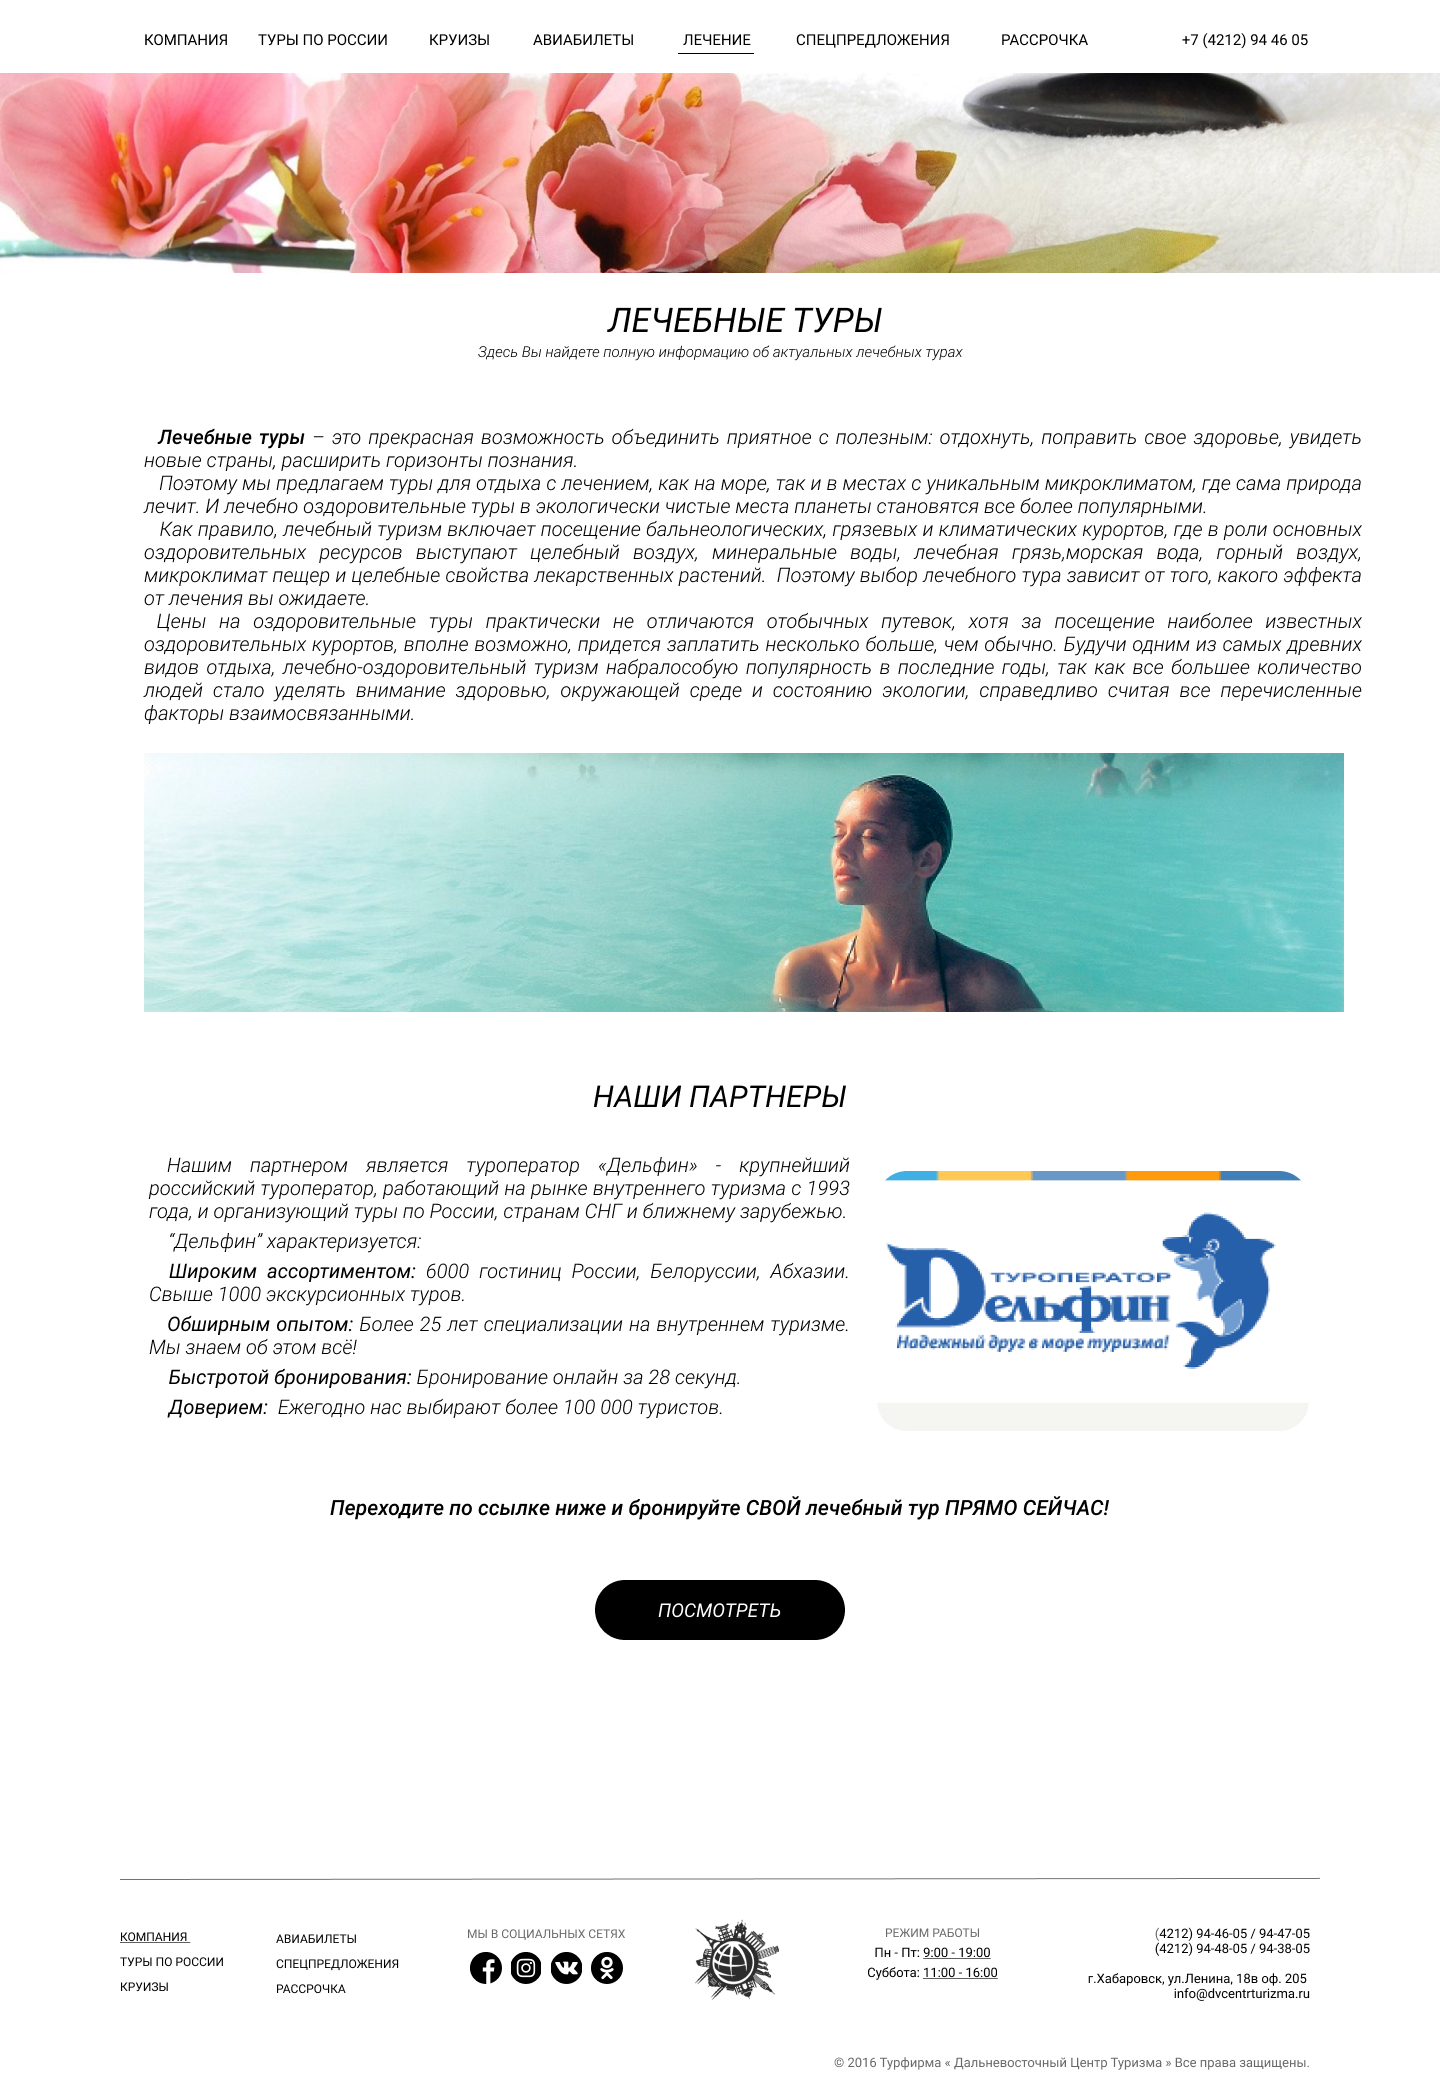 КОМПАНИЯ ТУРЫ ПО РОССИИ КРУИЗЫ АВИАБИЛЕТЫ ЛЕЧЕНИЕ СПЕЦПРЕДЛОЖЕНИЯ РАССРОЧКА +7 (4212) 94 46 05
ЛЕЧЕБНЫЕ ТУРЫ
Здесь Вы найдете полную информацию об актуальных лечебных турах
Лечебные туры – это прекрасная возможность объединить приятное с полезным: отдохнуть, поправить свое здоровье, увидеть
новые страны, расширить горизонты познания.
Поэтому мы предлагаем туры для отдыха с лечением, как на море, так и в местах с уникальным микроклиматом, где сама природа
лечит. И лечебно оздоровительные туры в экологически чистые места планеты становятся все более популярными.
Как правило, лечебный туризм включает посещение бальнеологических, грязевых и климатических курортов, где в роли основных
оздоровительных ресурсов выступают целебный воздух, минеральные воды, лечебная грязь,морская вода, горный воздух,
микроклимат пещер и целебные свойства лекарственных растений. Поэтому выбор лечебного тура зависит от того, какого эффекта
от лечения вы ожидаете.
Цены на оздоровительные туры практически не отличаются отобычных путевок, хотя за посещение наиболее известных
оздоровительных курортов, вполне возможно, придется заплатить несколько больше, чем обычно. Будучи одним из самых древних
видов отдыха, лечебно-оздоровительный туризм набралособую популярность в последние годы, так как все большее количество
людей стало уделять внимание здоровью, окружающей среде и состоянию экологии, справедливо считая все перечисленные
факторы взаимосвязанными.
НАШИ ПАРТНЕРЫ
Нашим партнером является туроператор «Дельфин» - крупнейший
российский туроператор, работающий на рынке внутреннего туризма с 1993
года, и организующий туры по России, странам СНГ и ближнему зарубежью.
“Дельфин” характеризуется:
Широким ассортиментом: 6000 гостиниц России, Белоруссии, Абхазии.
Свыше 1000 экскурсионных туров.
Обширным опытом: Более 25 лет специализации на внутреннем туризме.
Мы знаем об этом всё!
Быстротой бронирования: Бронирование онлайн за 28 секунд.
Доверием: Ежегодно нас выбирают более 100 000 туристов.
ТУРОПЕРАТОР
Дельфин
Надежный друг в море туризма!
Переходите по ссылке ниже и бронируйте СВОЙ лечебный тур ПРЯМО СЕЙЧАС!
ПОСМОТРЕТЬ
КОМПАНИЯ
ТУРЫ ПО РОССИИ
КРУИЗЫ
АВИАБИЛЕТЫ
СПЕЦПРЕДЛОЖЕНИЯ
РАССРОЧКА
МЫ В СОЦИАЛЬНЫХ СЕТЯХ
РЕЖИМ РАБОТЫ
Пн - Пт: 9:00 - 19:00
Суббота: 11:00 - 16:00
(4212) 94-46-05 / 94-47-05
(4212) 94-48-05 / 94-38-05
г.Хабаровск, ул.Ленина, 18в оф. 205
info@dvcentrturizma.ru
© 2016 Турфирма « Дальневосточный Центр Туризма » Все права защищены.